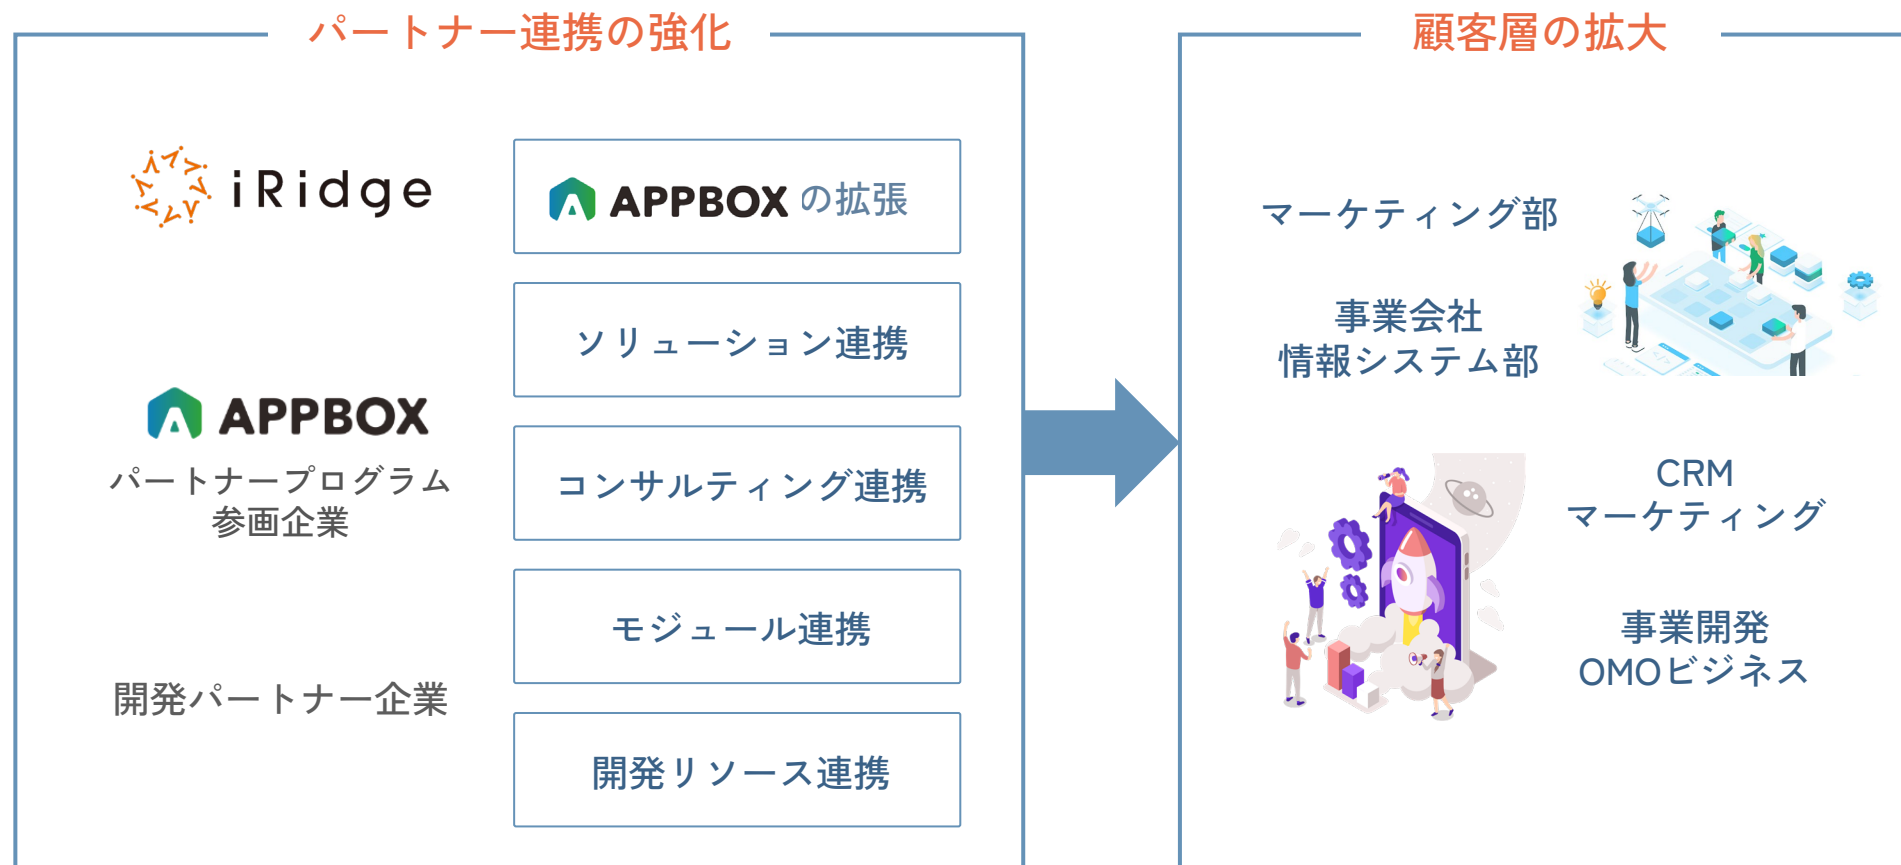 パートナー連携の強化
iRidge
APPBOX
パートナープログラム
参画企業
開発パートナー企業
APPBOX の拡張
ソリューション連携
コンサルティング連携
モジュール連携
開発リソース連携
顧客層の拡大
マーケティング部
事業会社
情報システム部
CRM
マーケティング
事業開発
OMOビジネス